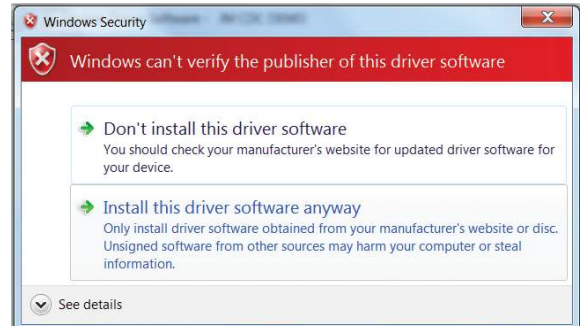 Windows Security
Windows can't verify the publisher of this driver software
Don't install this driver software
You should check your manufacturer's website for updated driver software for
your device.
Install this driver software anyway
Only install driver software obtained from your manufacturer's website or disc.
Unsigned software from other sources may harm your computer or steal
information.
See details